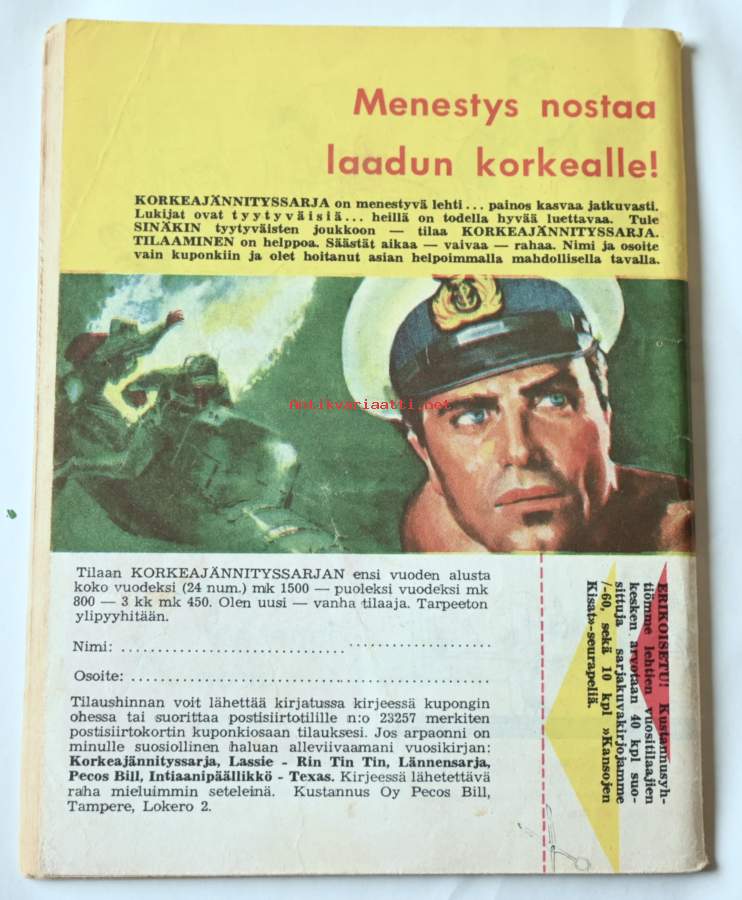 Menestys nostaa
laadun korkealle!
KORKEAJÄNNITYSSARJA on menestyvä lehti... painos kasvaa jatkuvasti.
Lukijat ovat tyytyväisiä... heillä on todella hyvää luettavaa. Tule
SINÄKIN tyytyväisten joukkoon — tilaa KORKEAJÄNNITYSSARJA.
TILAAMINEN on helppoa. Säästät aikaa — vaivaa — rahaa. Nimi ja osoite
vain kuponkiin ja olet hoitanut asian helpoimmalla mahdollisella tavalla.
Antikvariaatti.net
Tilaan KORKEAJÄNNITYSSARJAN ensi vuoden alusta
koko vuodeksi (24 num.) mk 1500 — puoleksi vuodeksi mk
800 — 3 kk mk 450. Olen uusi — vanha tilaaja. Tarpeeton
ylipyyhitään.
Nimi:
Osoite:
Tilaushinnan voit lähettää kirjatussa kirjeessä kupongin
ohessa tai suorittaa postisiirtotilille n:o 23257 merkiten
postisiirtokortin kuponkiosaan tilauksesi. Jos arpaonni on
minulle suosiollinen haluan alleviivaamani vuosikirjan:
Korkeajännityssarja, Lassie - Rin Tin Tin, Lännensarja,
Pecos Bill, Intiaanipäällikkö - Texas. Kirjeessä lähetettävä
raha mieluimmin seteleinä. Kustannus Oy Pecos Bill,
Tampere, Lokero 2.
ERIKOISETU! Kustannusyh-
tiömme lehtien vuositilaajien
kesken arvotaan 40 kpl suo-
sittuja sarjakuvakirjojamme
/-60, sekä 10 kpl »Kansojen
Kisat»-seurapeliä.